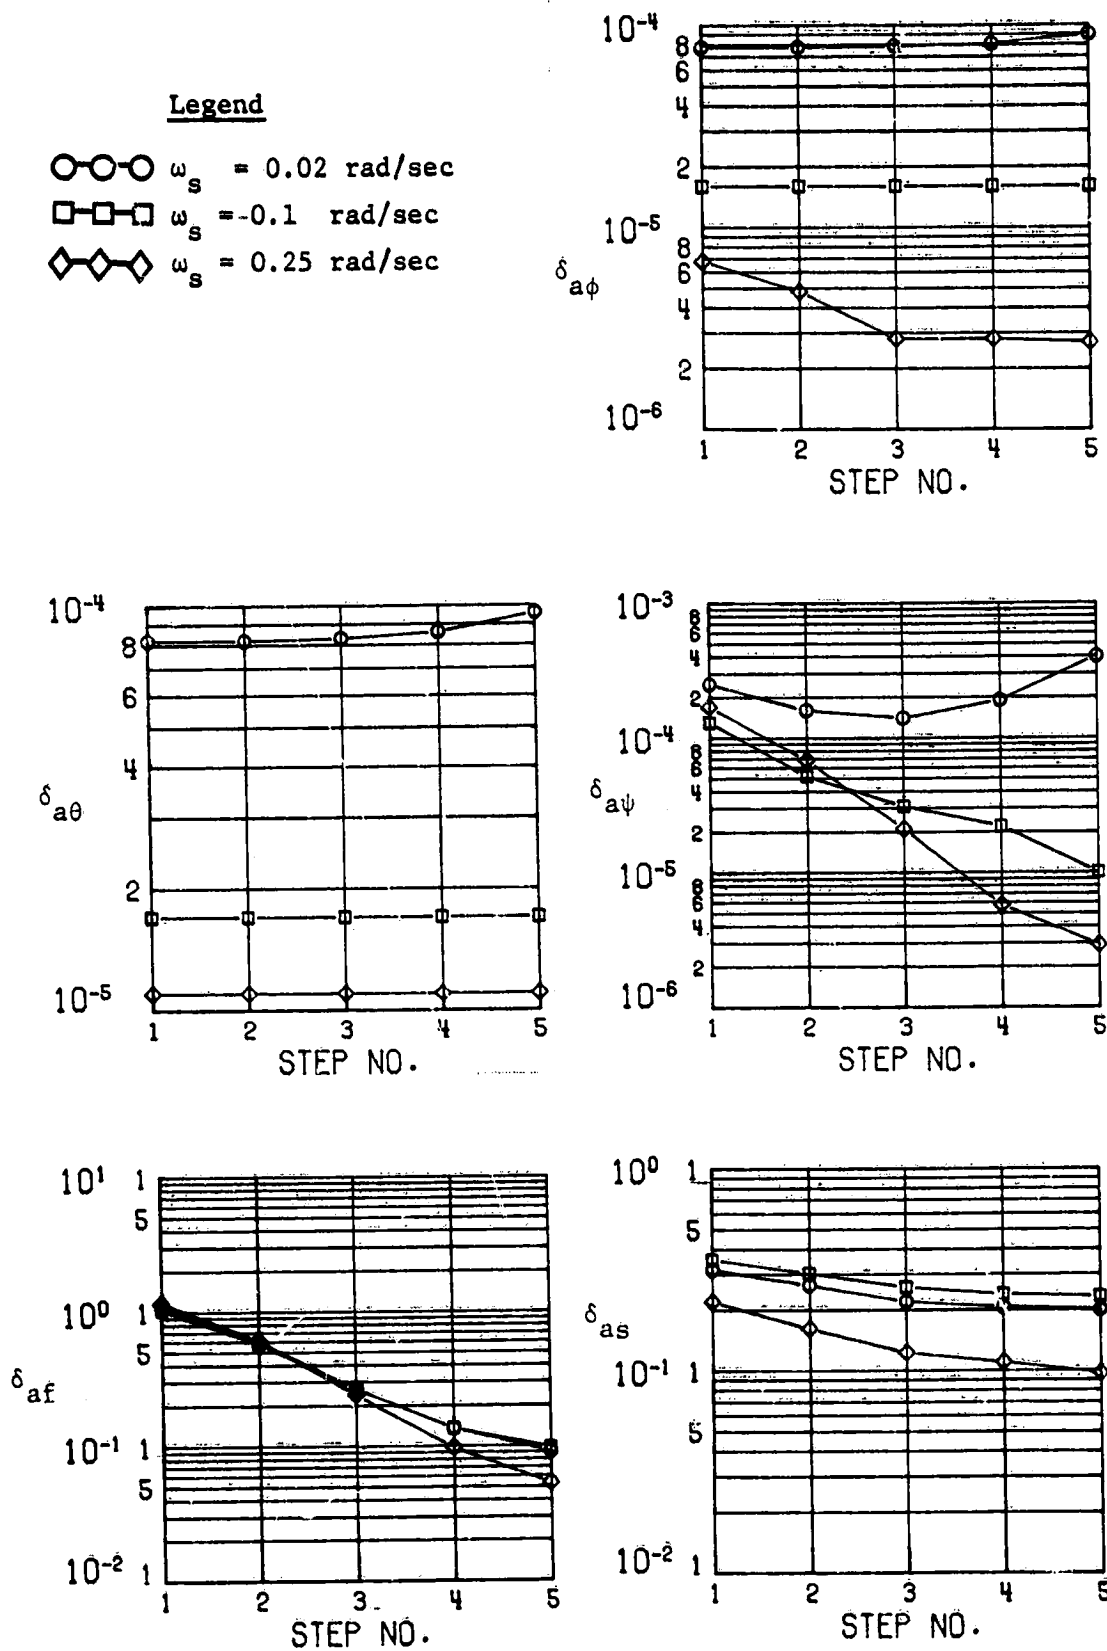 Legend
ω_s = 0.02 rad/sec
ω_s = -0.1 rad/sec
ω_s = 0.25 rad/sec
10^-4
8
6
4
2
10^-5
8
6
4
2
10^-6
δ_aφ
1 2 3 4 5
STEP NO.
10^-4
8
6
4
2
10^-5
δ_aθ
1 2 3 4 5
STEP NO.
10^-3
8
6
4
2
10^-4
8
6
4
2
10^-5
8
6
4
2
10^-6
δ_aψ
1 2 3 4 5
STEP NO.
10^1 1
5
10^0 1
5
10^-1 1
5
10^-2 1
δ_af
1 2 3 4 5
STEP NO.
10^0 1
5
10^-1 1
5
10^-2 1
δ_as
1 2 3 4 5
STEP NO.